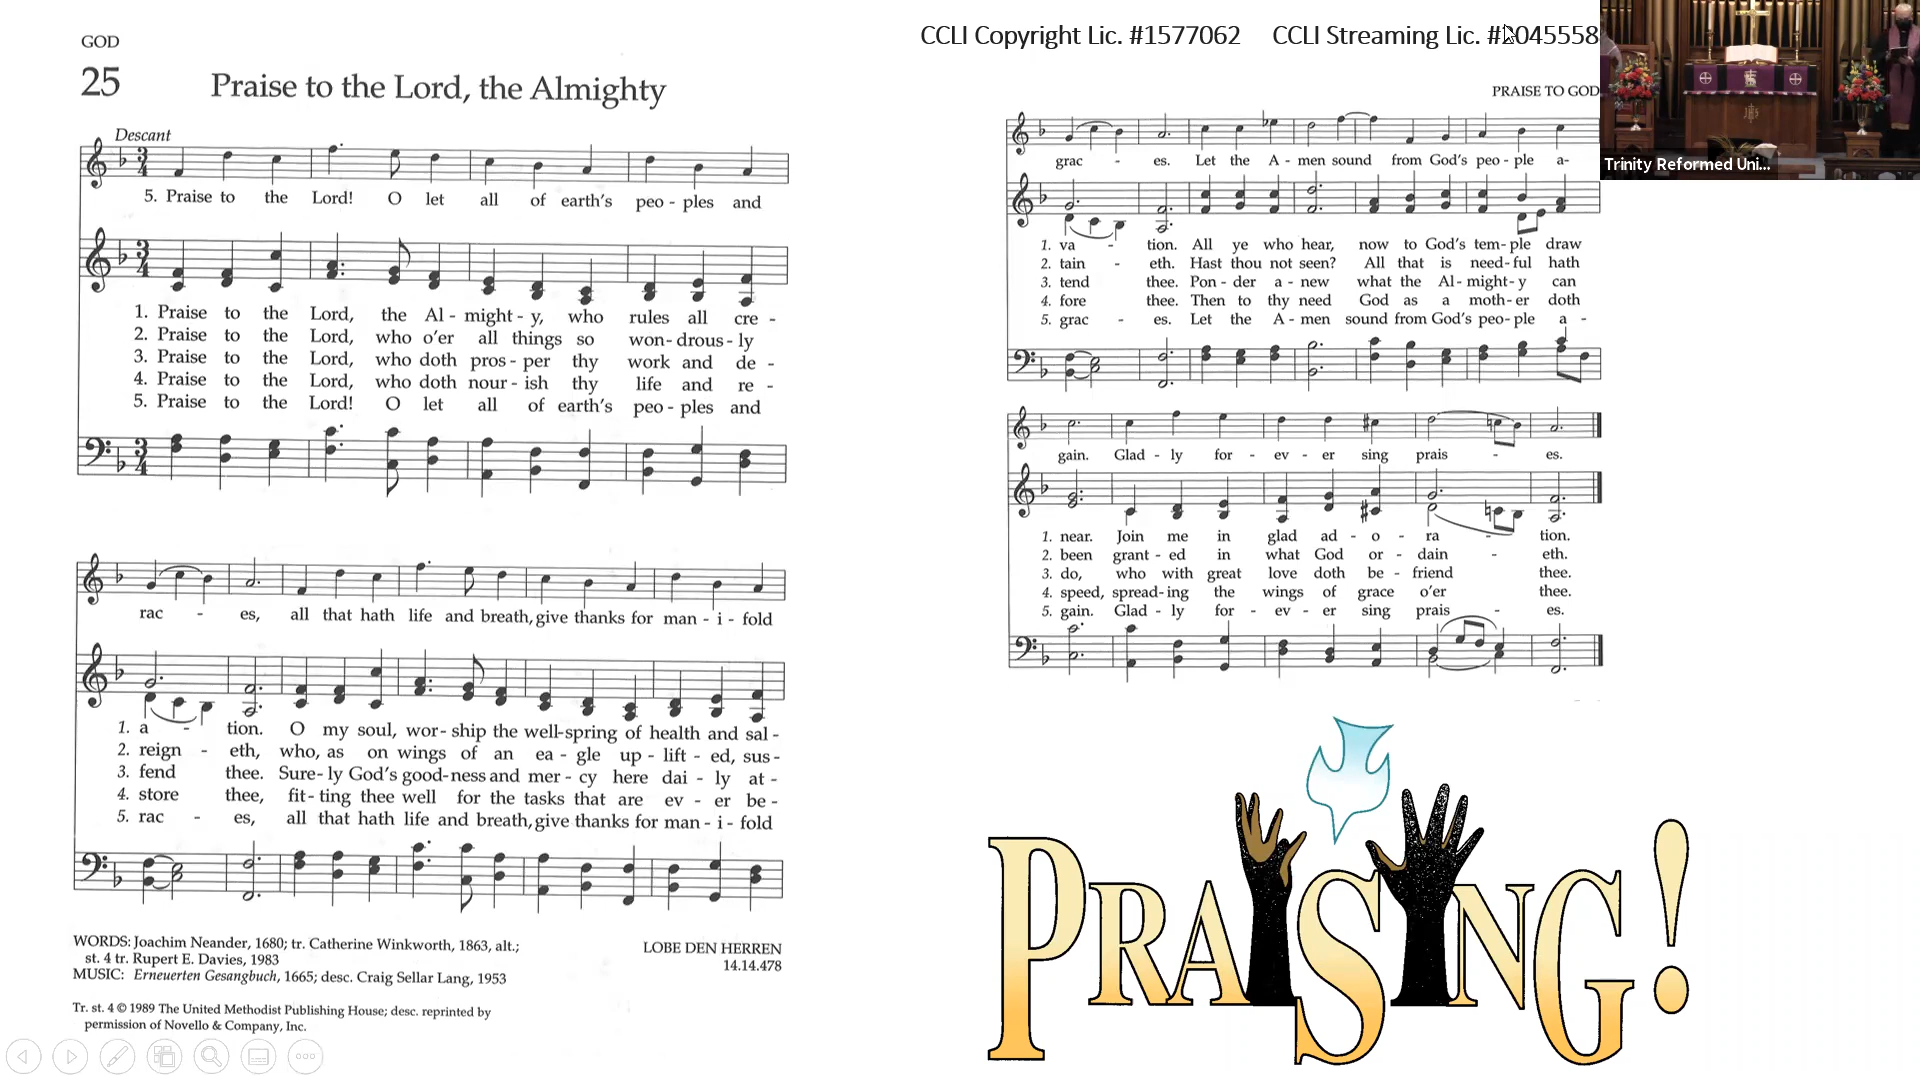 GOD
25 Praise to the Lord, the Almighty
Descant
5. Praise to the Lord! O let all of earth's peo - ples and
1. Praise to the Lord, the Al - might - y, who rules all cre -
2. Praise to the Lord, who o'er all things so won - drous - ly
3. Praise to the Lord, who doth pros - per thy work and de -
4. Praise to the Lord, who doth nour - ish thy life and re -
5. Praise to the Lord! O let all of earth's peo - ples and
rac - es, all that hath life and breath, give thanks for man - i - fold
1. a - tion. O my soul, wor - ship the well - spring of health and sal -
2. reign - eth, who, as on wings of an ea - gle up - lift - ed, sus -
3. fend thee. Sure - ly God's good - ness and mer - cy here dai - ly at -
4. store thee, fit - ting thee well for the tasks that are ev - er be -
5. rac - es, all that hath life and breath, give thanks for man - i - fold
WORDS: Joachim Neander, 1680; tr. Catherine Winkworth, 1863, alt.;
st. 4 tr. Rupert E. Davies, 1983
MUSIC: Erneuerten Gesangbuch, 1665; desc. Craig Sellar Lang, 1953
LOBE DEN HERREN
14.14.478
Tr. st. 4 © 1989 The United Methodist Publishing House; desc. reprinted by
permission of Novello & Company, Inc.
CCLI Copyright Lic. #1577062 CCLI Streaming Lic. #2045558
PRAISE TO GOD
grac - es. Let the A - men sound from God's peo - ple a-
1. va - tion. All ye who hear, now to God's tem - ple draw
2. tain - eth. Hast thou not seen? All that is need - ful hath
3. tend thee. Pon - der a - new what the Al - might - y can
4. fore thee. Then to thy need God as a moth - er doth
5. grac - es. Let the A - men sound from God's peo - ple a -
gain. Glad - ly for - ev - er sing prais - es.
1. near. Join me in glad ad - o - ra - tion.
2. been grant - ed in what God or - dain - eth.
3. do, who with great love doth be - friend thee.
4. speed, spread - ing the wings of grace o'er thee.
5. gain. Glad - ly for - ev - er sing prais - es.
PRAISING!
Trinity Reformed Uni...